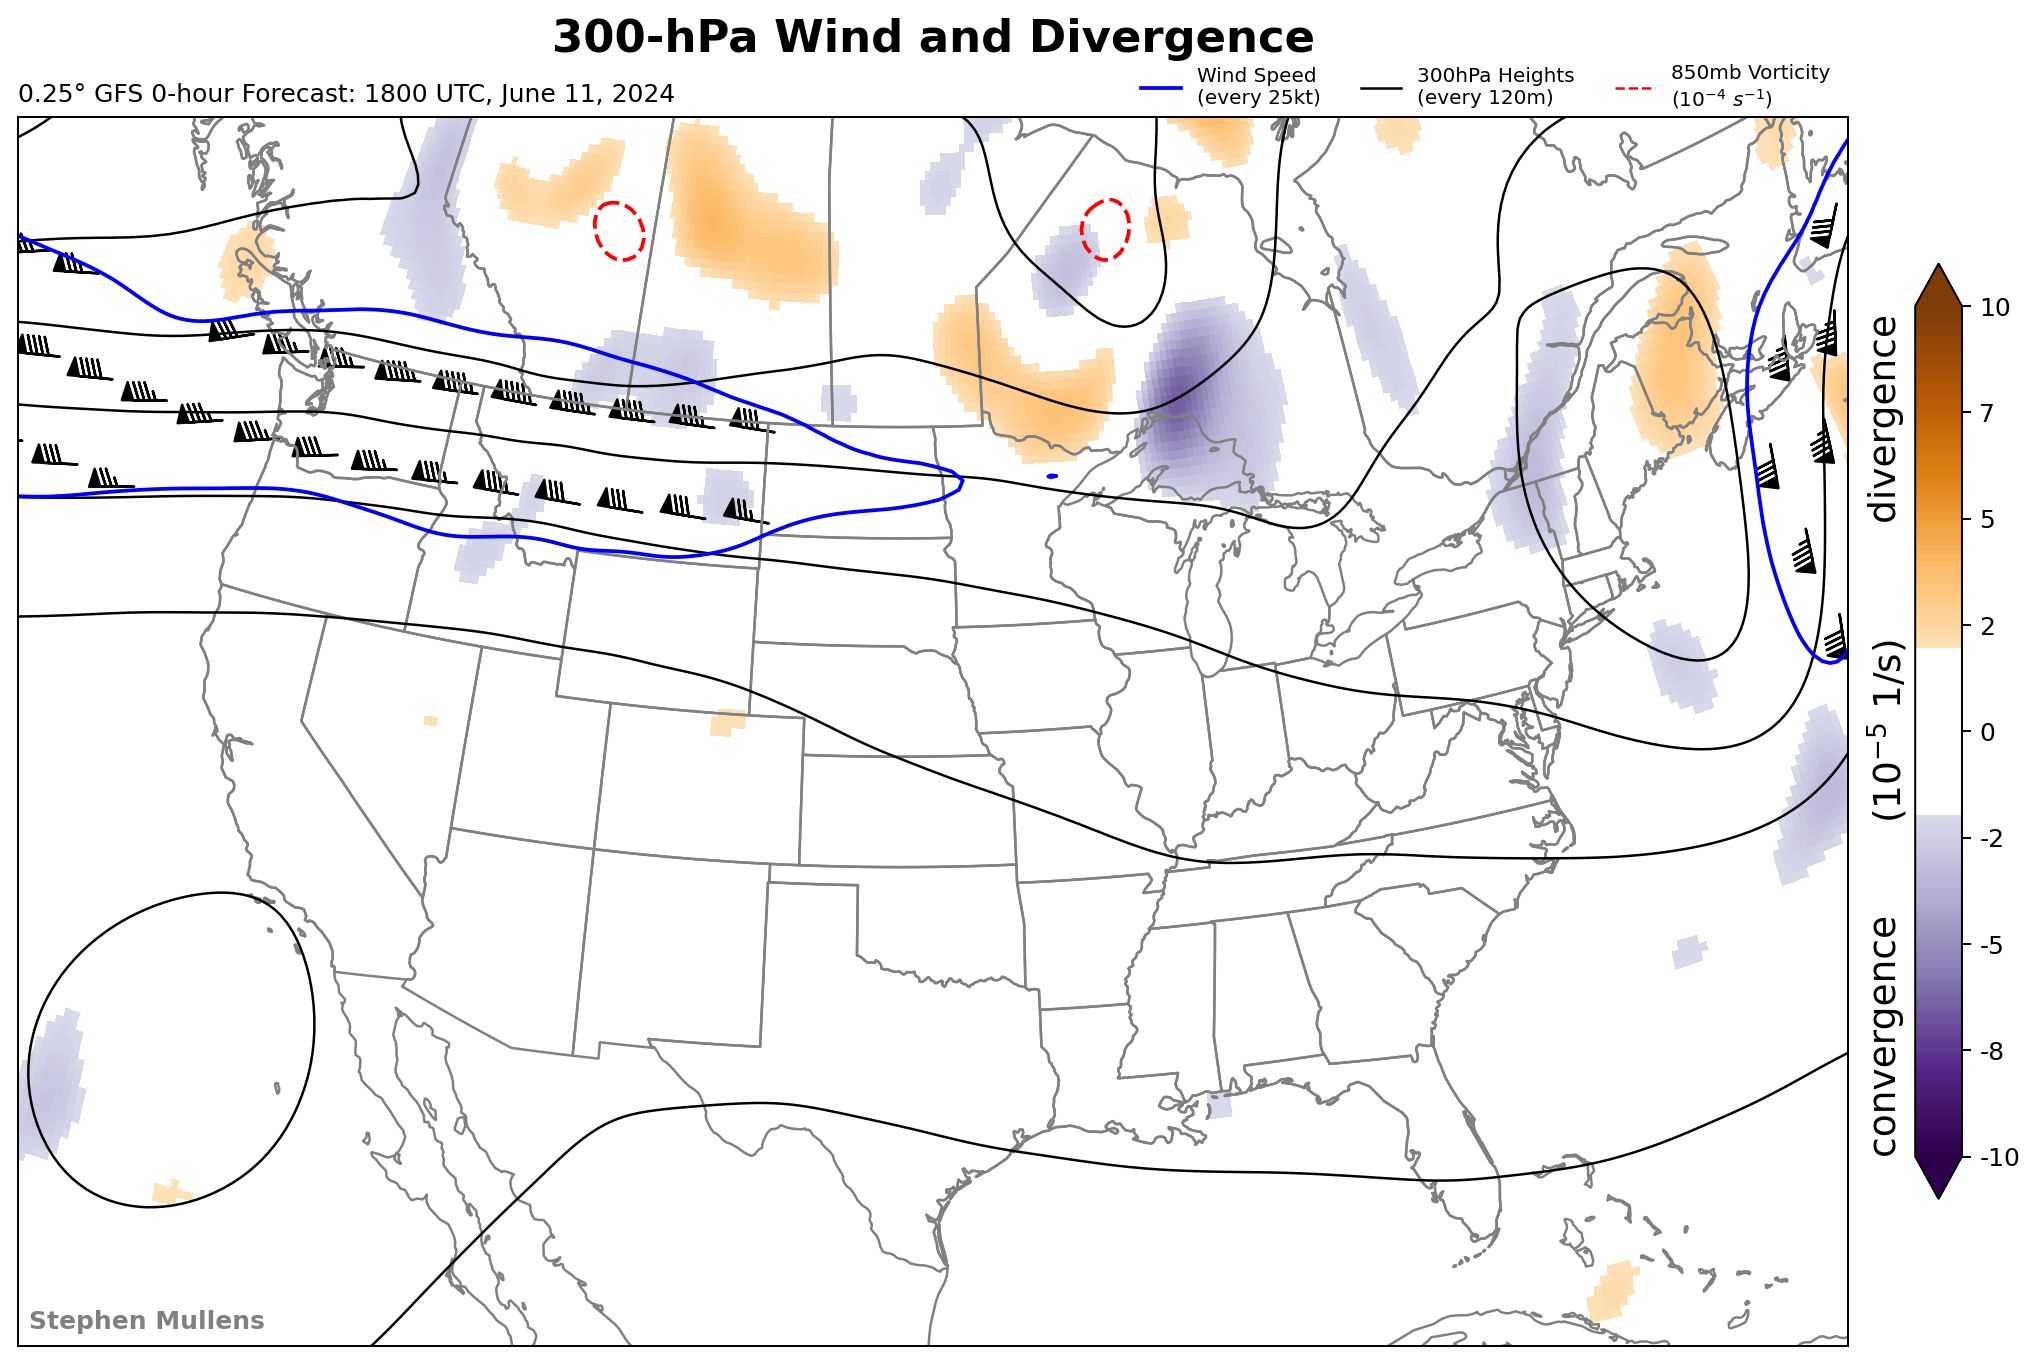 300-hPa Wind and Divergence
0.25° GFS 0-hour Forecast: 1800 UTC, June 11, 2024
Wind Speed
(every 25kt)
300hPa Heights
(every 120m)
850mb Vorticity
(10⁻⁴ s⁻¹)
10
7
5
2
0
-2
-5
-8
-10
convergence (10⁻⁵ 1/s) divergence
Stephen Mullens